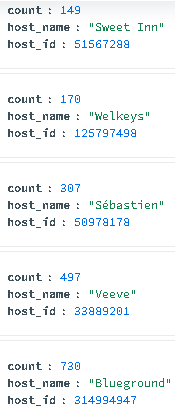 count : 149
host_name : "Sweet Inn"
host_id : 51567288
count : 170
host_name : "Welkeys"
host_id : 125797498
count : 307
host_name : "Sébastien"
host_id : 50978178
count : 497
host_name : "Veeve"
host_id : 33889201
count : 730
host_name : "Blueground"
host_id : 314994947